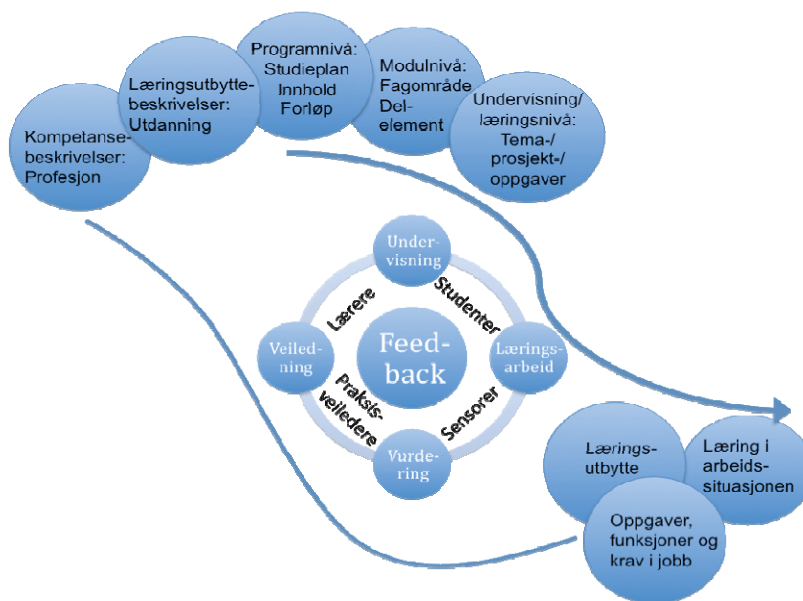 Kompetanse-
beskrivelser:
Profesjon
Læringsutbytte-
beskrivelser:
Utdanning
Programnivå:
Studieplan
Innhold
Forløp
Modulnivå:
Fagområde
Del-
element
Undervisning/
læringsnivå:
Tema-/
prosjekt-/
oppgaver
Under-
visning
Lærere
Studenter
Veiled-
ning
Feed-
back
Lærings-
arbeid
Praksis-
veiledere
Sensorer
Vurde-
ring
Lærings-
utbytte
Læring i
arbeids-
situasjonen
Oppgaver,
funksjoner og
krav i jobb